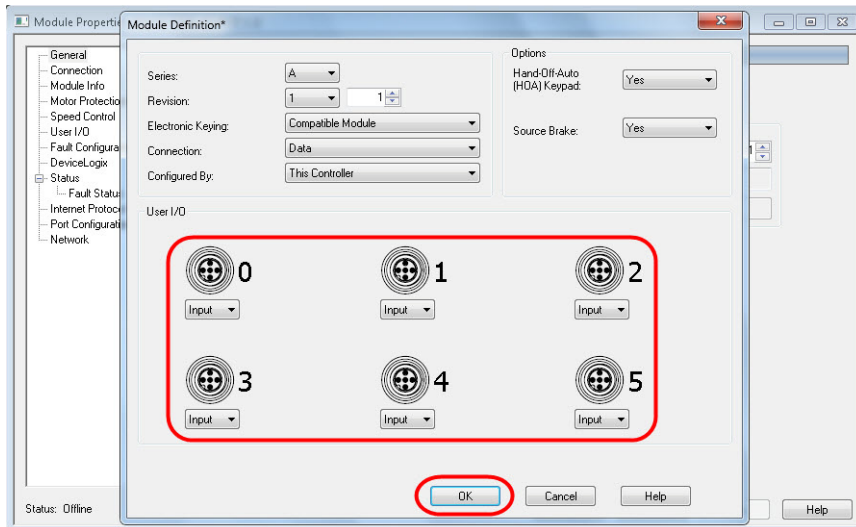 Module Propertie
Module Definition*
General
Connection
Module Info
Motor Protectio
Speed Control
User I/O
Fault Configura
DeviceLogix
Status
Fault Status
Internet Protoco
Port Configurati
Network
Series:
A
Revision:
1
1
Electronic Keying:
Compatible Module
Connection:
Data
Configured By:
This Controller
Options
Hand-Off-Auto
(HOA) Keypad:
Yes
Source Brake:
Yes
User I/O
0
1
2
Input
Input
Input
3
4
5
Input
Input
Input
OK
Cancel
Help
Status: Offline
Help